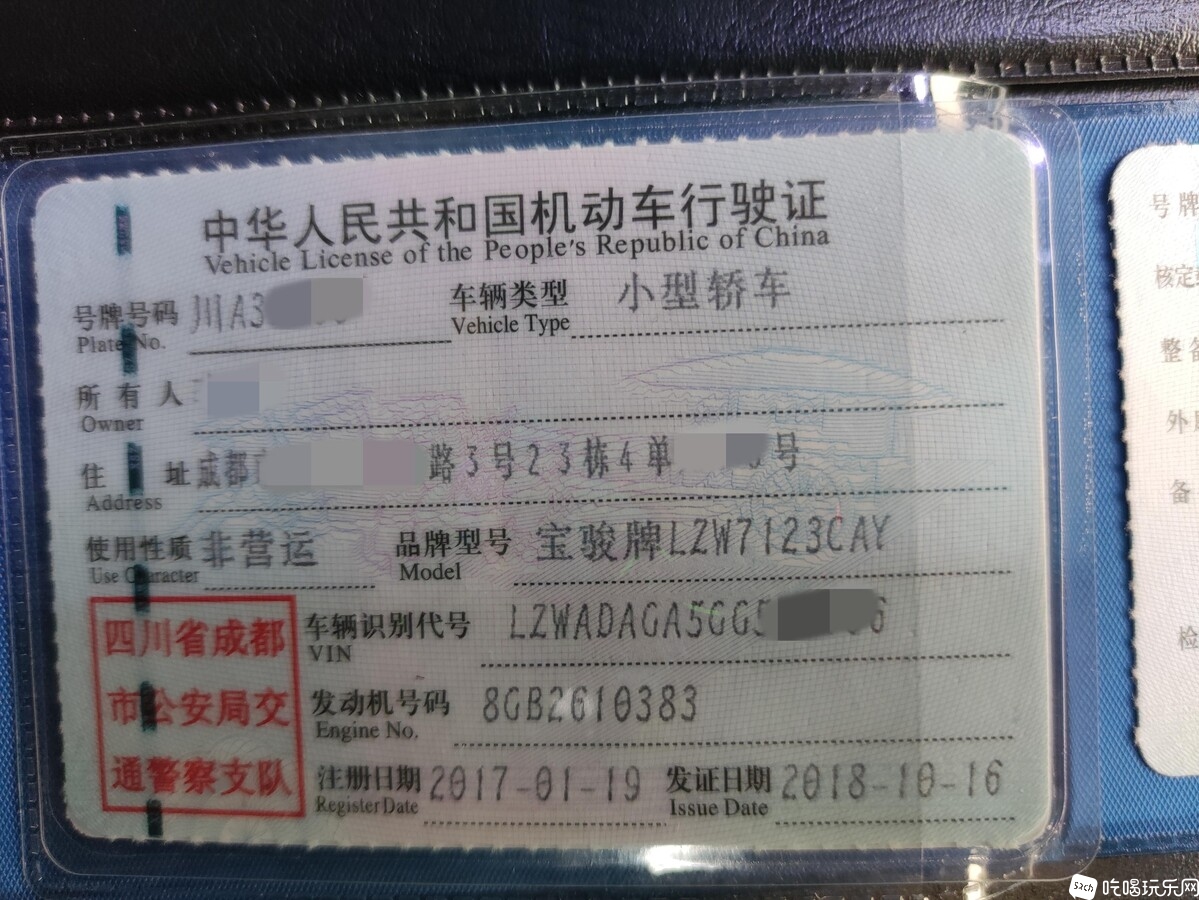 中华人民共和国机动车行驶证
Vehicle License of the People's Republic of China
号牌号码 川A3 车辆类型 小型轿车
Plate No. Vehicle Type
所有人
Owner
住址 成都 路3号23栋4单 号
Address
使用性质 非营运 品牌型号 宝骏牌LZW7123CAY
Use Character Model
车辆识别代号 LZWADAGA5GG5 6
VIN
发动机号码 8GB2610383
Engine No.
注册日期 2017-01-19 发证日期 2018-10-16
Register Date Issue Date
四川省成都
市公安局交
通警察支队
号牌
核定
整备
外
备
检
吃喝玩乐网